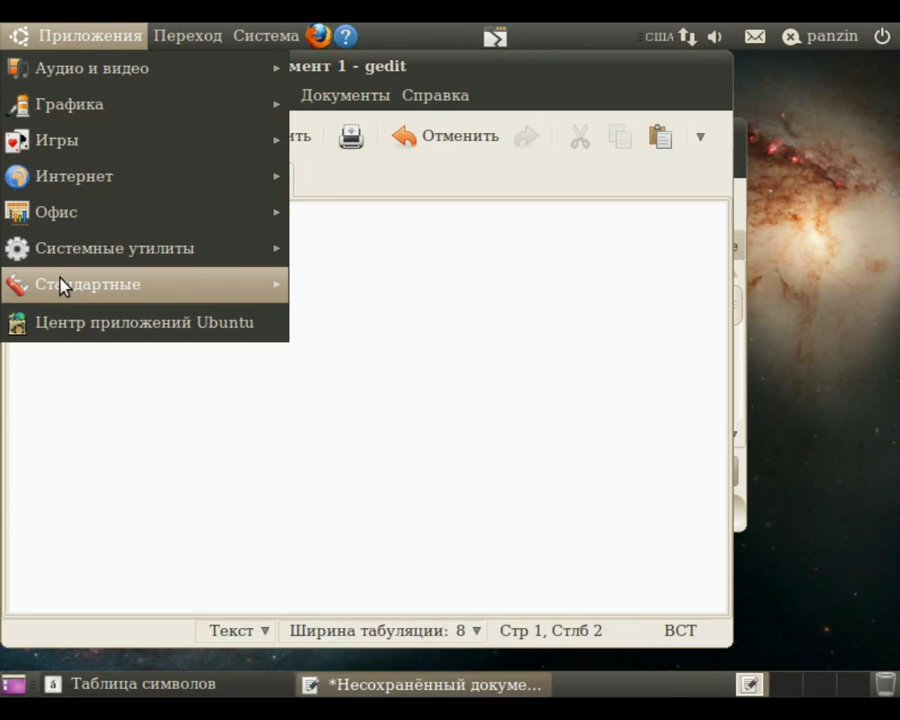 Приложения Переход Система США panzin
мент 1 - gedit
Документы Справка
ить Отменить
Аудио и видео
Графика
Игры
Интернет
Офис
Системные утилиты
Стандартные
Центр приложений Ubuntu
Текст Ширина табуляции: 8 Стр 1, Стлб 2 ВСТ
Таблица символов *Несохранённый докуме...